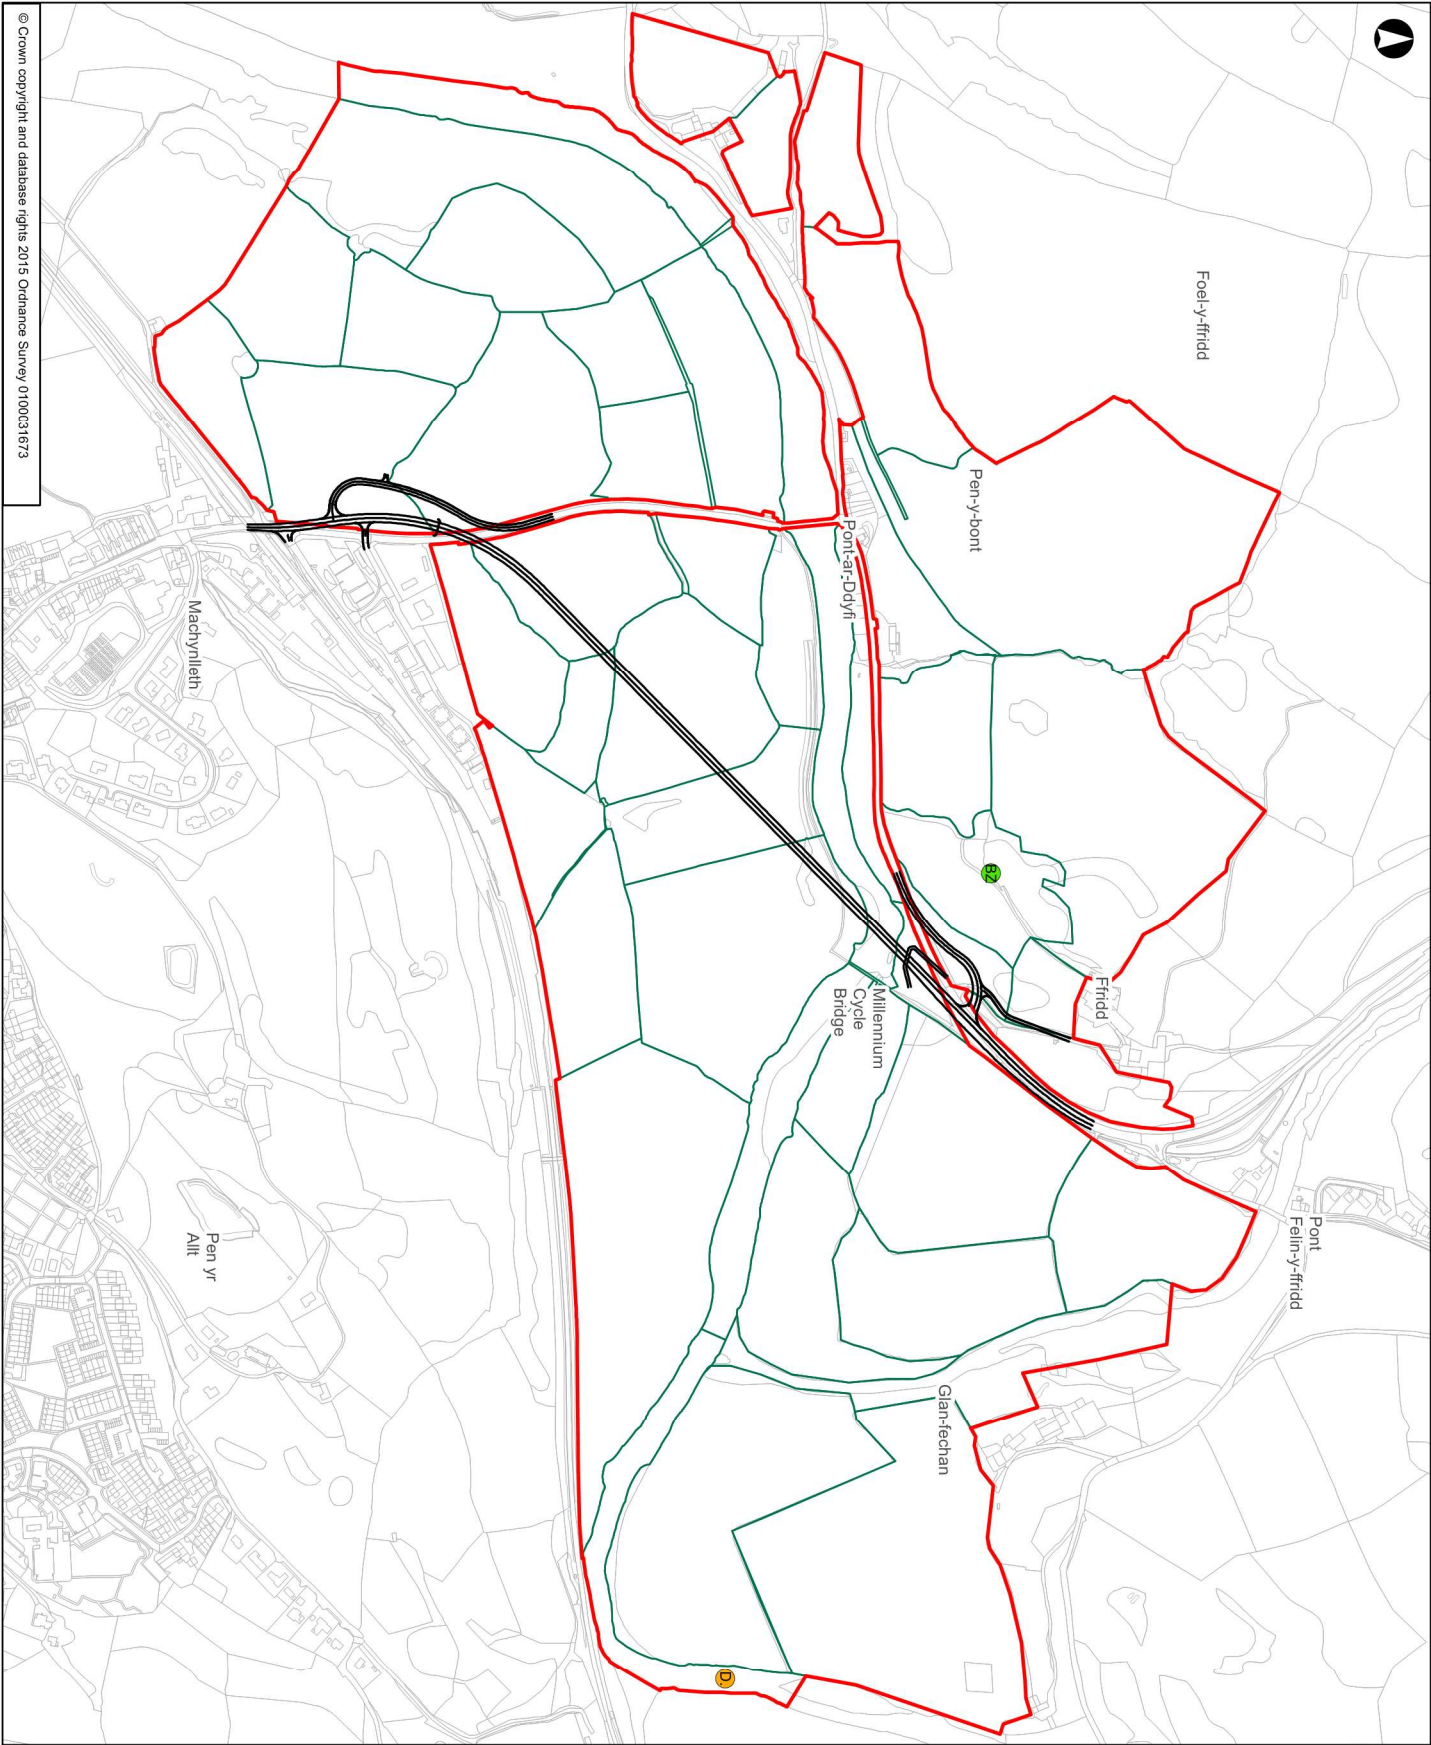 Foel-y-ffridd
Pen-y-bont
Pont-ar-Ddyfi
BZ
Ffridd
Pont
Felin-y-ffridd
Millennium
Cycle
Bridge
Machynlleth
Glan-fechan
Pen yr
Allt
D.
© Crown copyright and database rights 2015 Ordnance Survey 0100031673